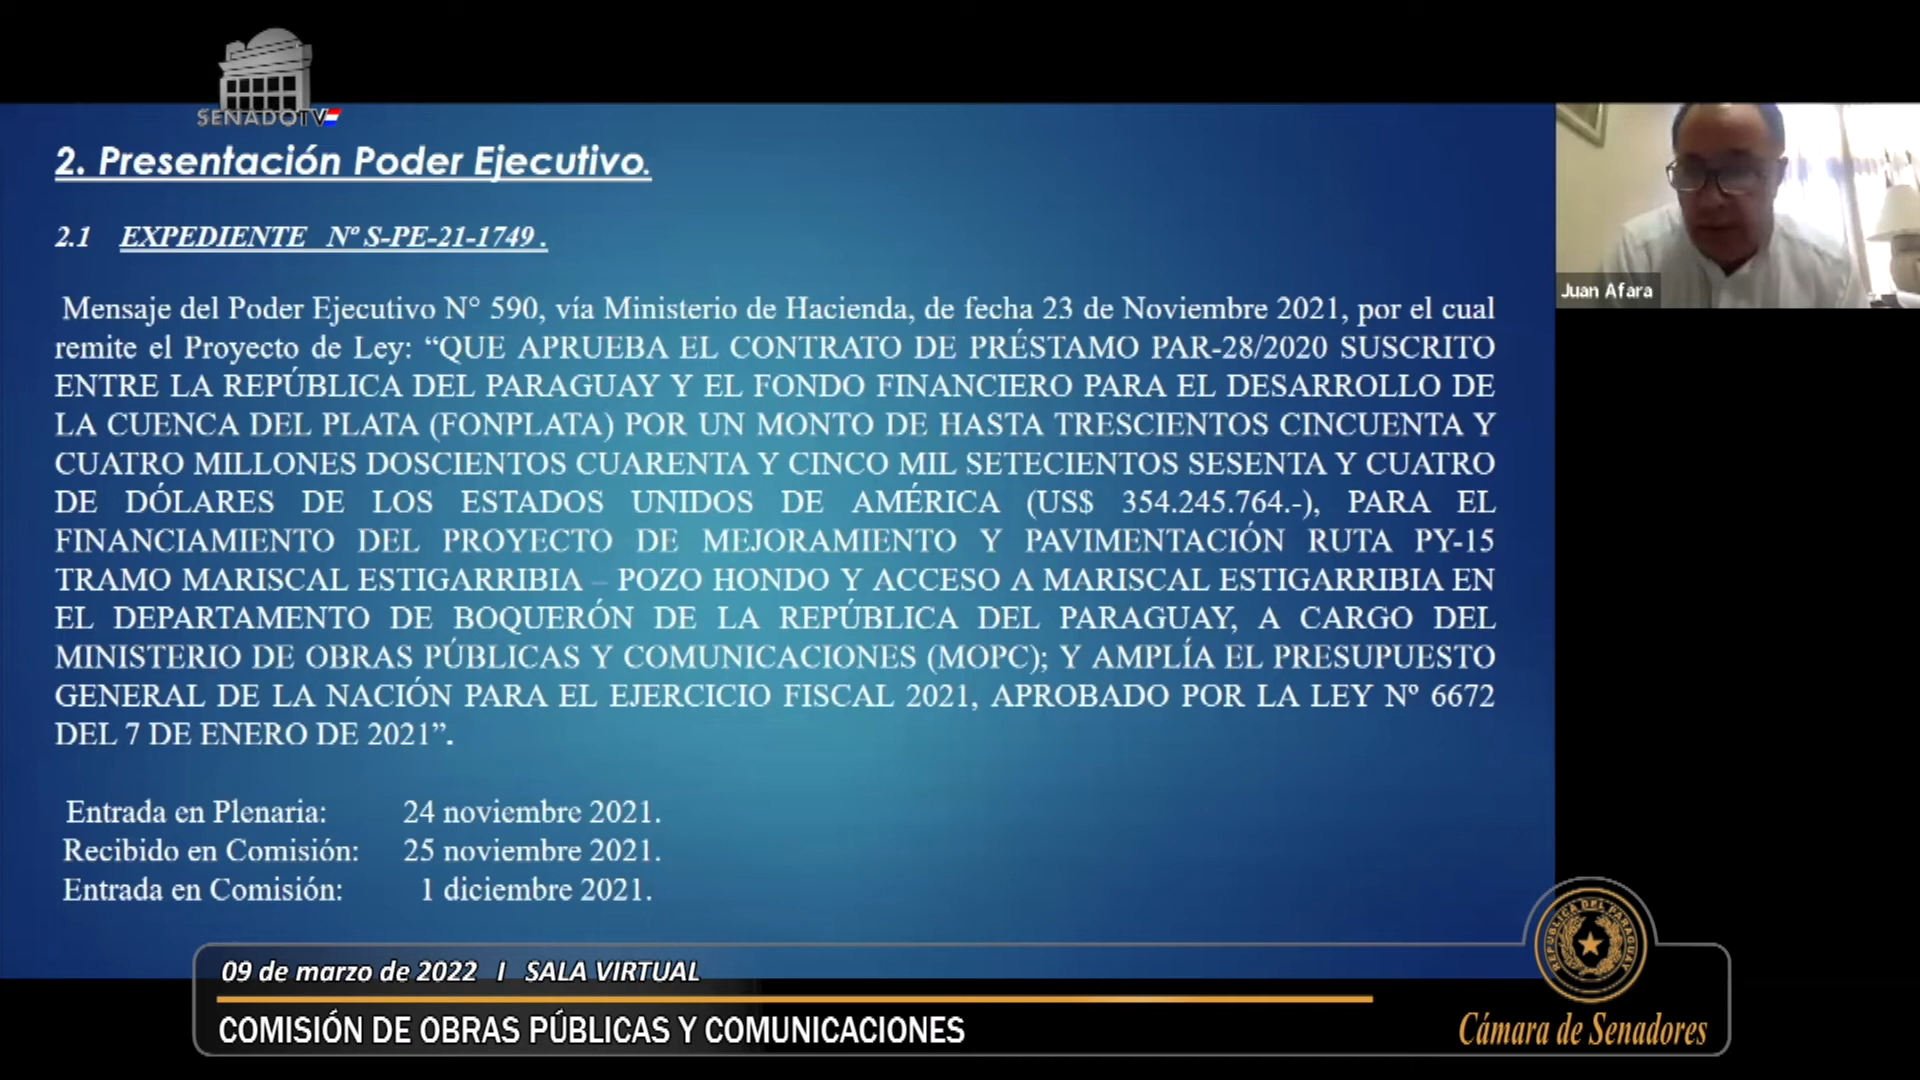 SENADOTV
2. Presentación Poder Ejecutivo.
2.1 EXPEDIENTE Nº S-PE-21-1749.
Mensaje del Poder Ejecutivo N° 590, vía Ministerio de Hacienda, de fecha 23 de Noviembre 2021, por el cual
remite el Proyecto de Ley: “QUE APRUEBA EL CONTRATO DE PRÉSTAMO PAR-28/2020 SUSCRITO
ENTRE LA REPÚBLICA DEL PARAGUAY Y EL FONDO FINANCIERO PARA EL DESARROLLO DE
LA CUENCA DEL PLATA (FONPLATA) POR UN MONTO DE HASTA TRESCIENTOS CINCUENTA Y
CUATRO MILLONES DOSCIENTOS CUARENTA Y CINCO MIL SETECIENTOS SESENTA Y CUATRO
DE DÓLARES DE LOS ESTADOS UNIDOS DE AMÉRICA (US$ 354.245.764.-), PARA EL
FINANCIAMIENTO DEL PROYECTO DE MEJORAMIENTO Y PAVIMENTACIÓN RUTA PY-15
TRAMO MARISCAL ESTIGARRIBIA – POZO HONDO Y ACCESO A MARISCAL ESTIGARRIBIA EN
EL DEPARTAMENTO DE BOQUERÓN DE LA REPÚBLICA DEL PARAGUAY, A CARGO DEL
MINISTERIO DE OBRAS PÚBLICAS Y COMUNICACIONES (MOPC); Y AMPLÍA EL PRESUPUESTO
GENERAL DE LA NACIÓN PARA EL EJERCICIO FISCAL 2021, APROBADO POR LA LEY Nº 6672
DEL 7 DE ENERO DE 2021”.
Entrada en Plenaria: 24 noviembre 2021.
Recibido en Comisión: 25 noviembre 2021.
Entrada en Comisión: 1 diciembre 2021.
Juan Afara
09 de marzo de 2022 I SALA VIRTUAL
COMISIÓN DE OBRAS PÚBLICAS Y COMUNICACIONES
REPÚBLICA DEL PARAGUAY
Cámara de Senadores